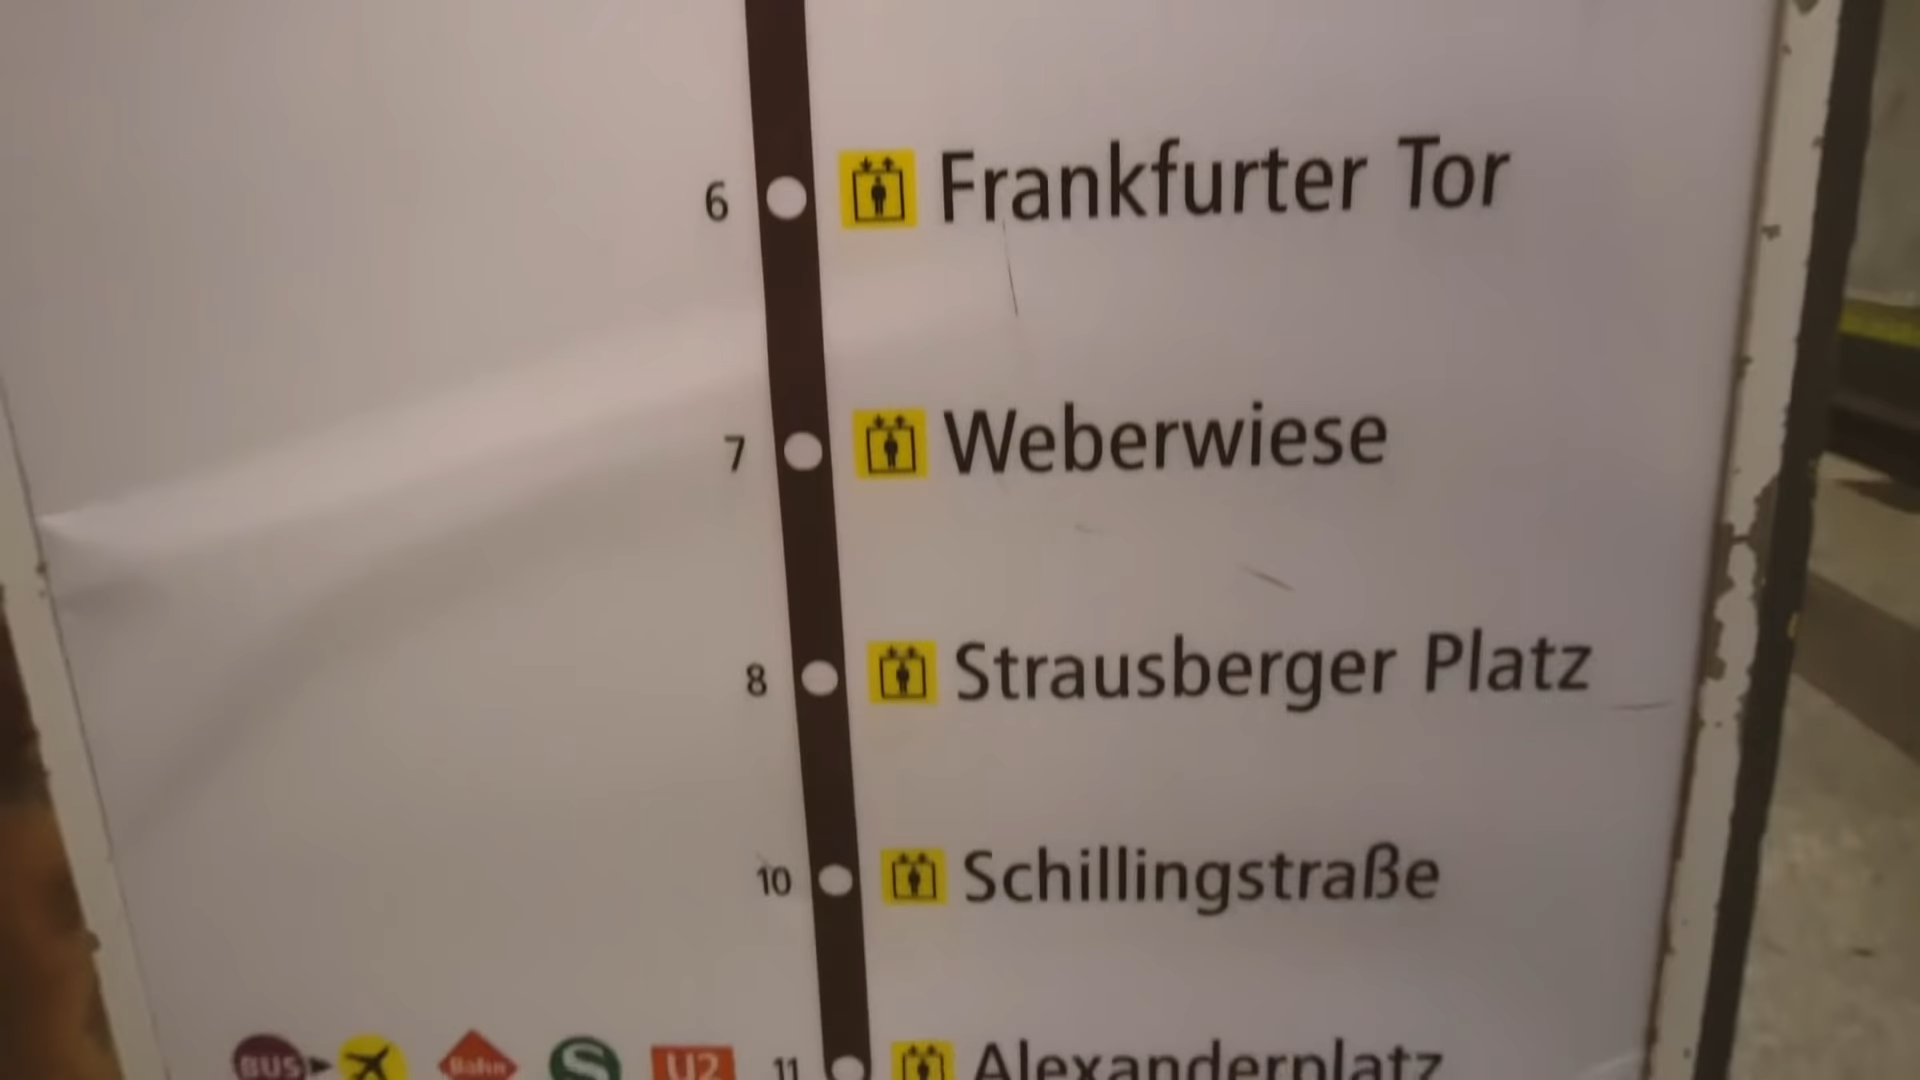 6 Frankfurter Tor
7 Weberwiese
8 Strausberger Platz
10 Schillingstraße
BUS Bahn S U2 11 Alexanderplatz